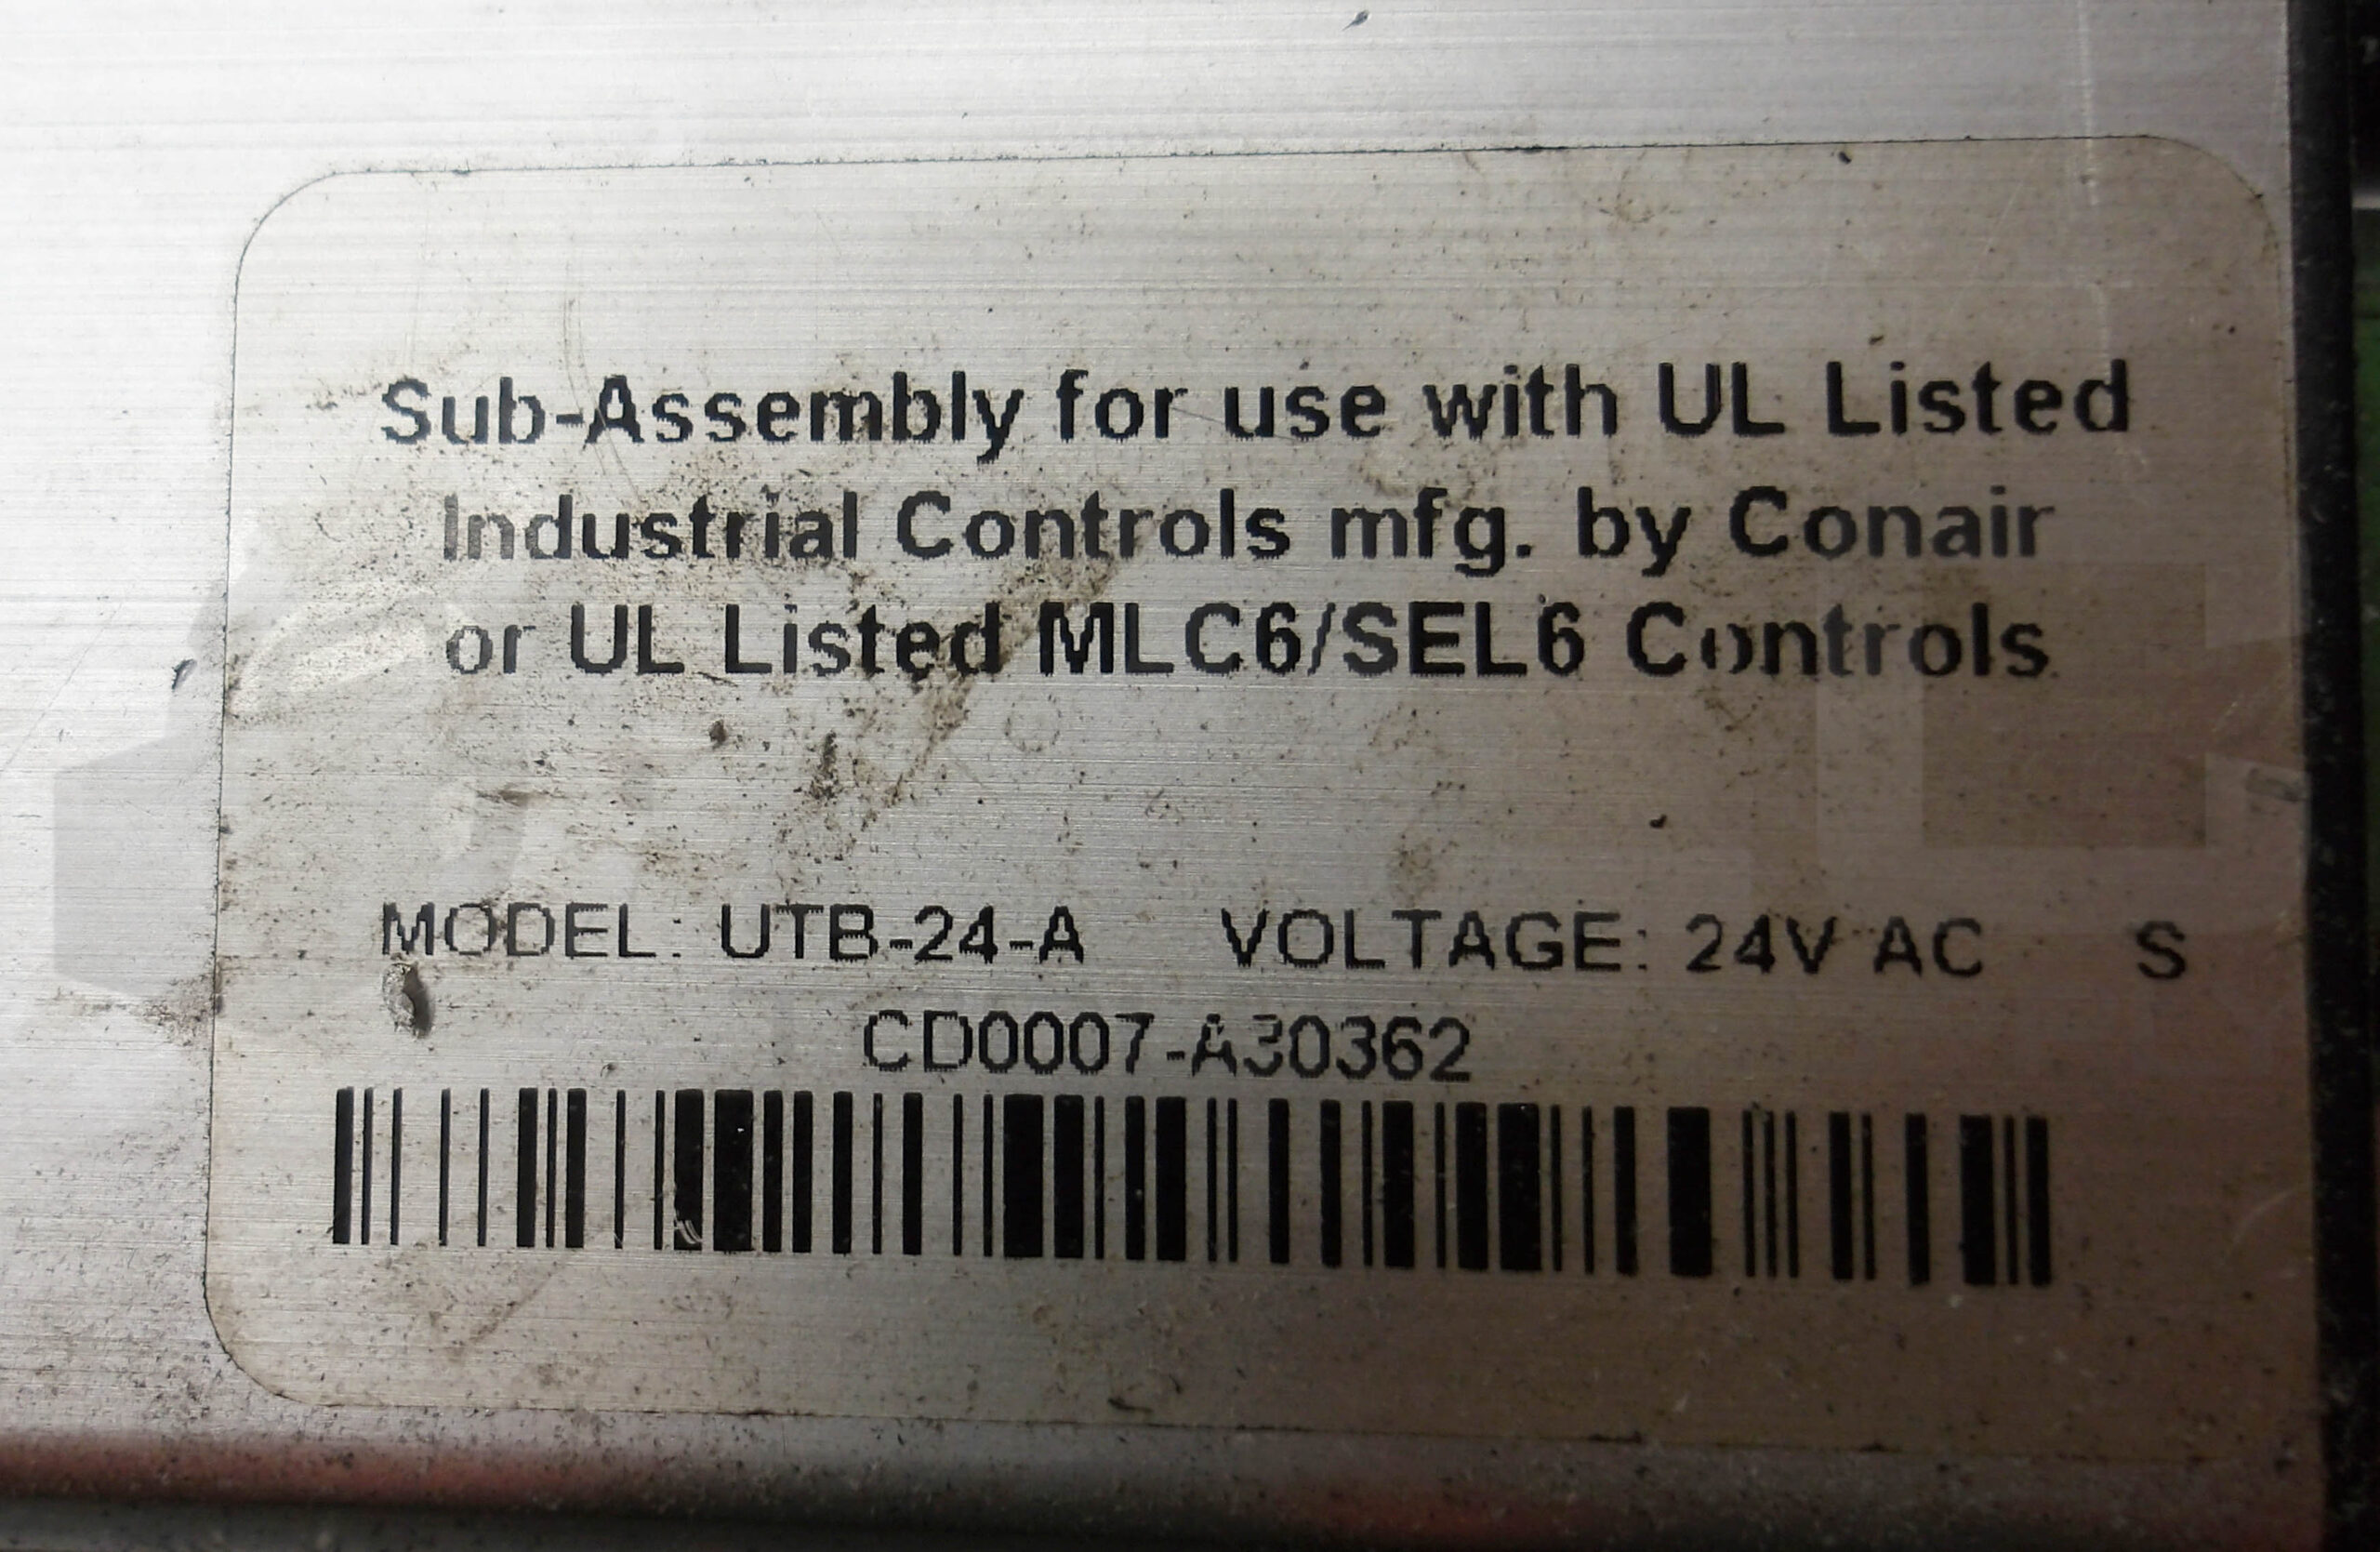 Sub-Assembly for use with UL Listed
Industrial Controls mfg. by Conair
or UL Listed MLC6/SEL6 Controls
MODEL: UTB-24-A VOLTAGE: 24V AC S
CD0007-A30362